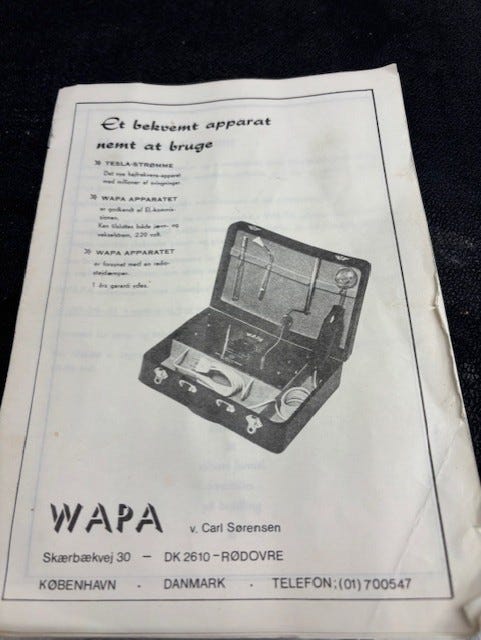 Et bekvemt apparat
nemt at bruge
» TESLA-STRØMME
Det nye højfrekvens-apparat
med millioner af svingninger
» WAPA APPARATET
er godkendt af El-kommis-
sionen.
Kan tilsluttes både jævn- og
vekselstrøm, 220 volt.
» WAPA APPARATET
er forsynet med en radio-
støjdæmper.
1 års garanti ydes.
WAPA v. Carl Sørensen
Skærbækvej 30 — DK 2610 - RØDOVRE
KØBENHAVN . DANMARK . TELEFON: (01) 700547